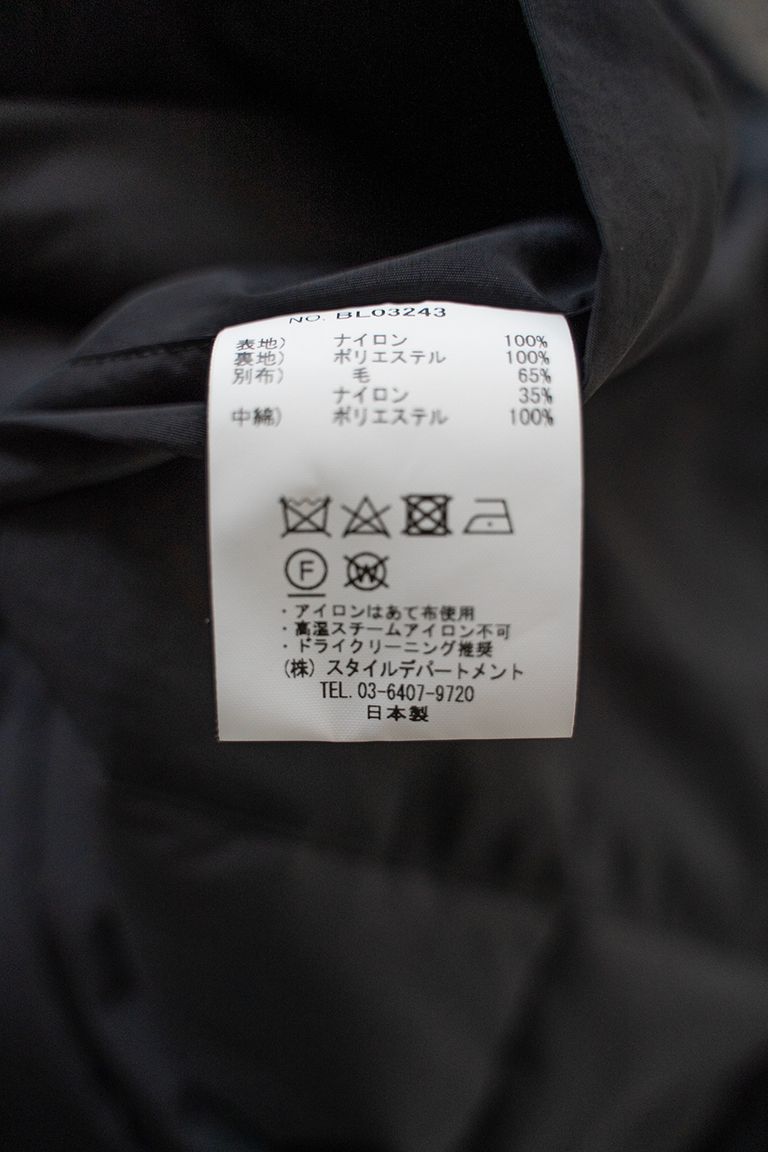 NO. BL03243
表地) ナイロン 100%
裏地) ポリエステル 100%
別布) 毛 65%
ナイロン 35%
中綿) ポリエステル 100%
F W
・アイロンはあて布使用
・高温スチームアイロン不可
・ドライクリーニング推奨
(株) スタイルデパートメント
TEL. 03-6407-9720
日本製